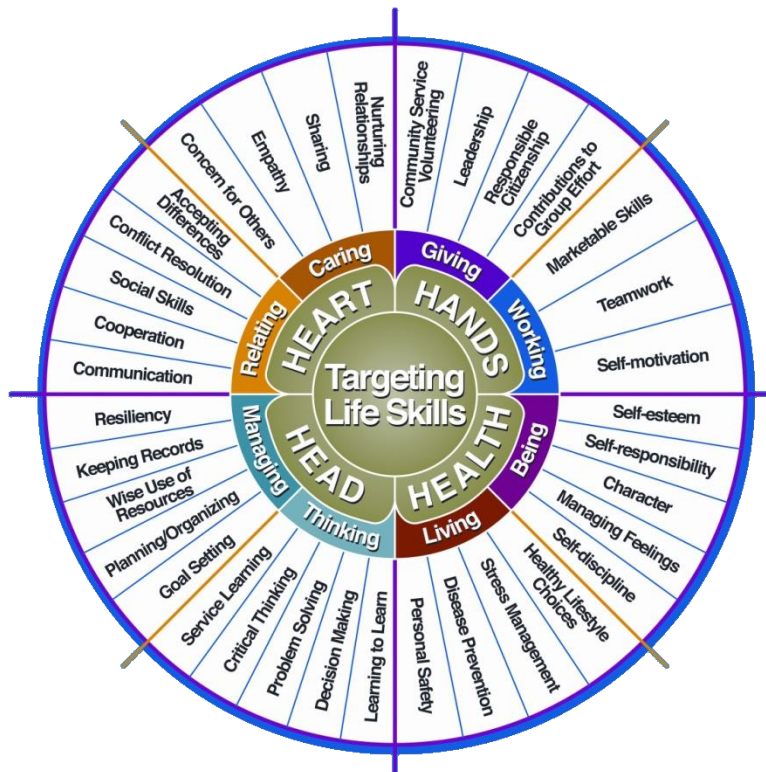 Targeting
Life Skills
HEART
HANDS
HEALTH
HEAD
Caring
Giving
Working
Being
Living
Thinking
Managing
Relating
Nurturing
Relationships
Sharing
Empathy
Concern for Others
Accepting
Differences
Conflict Resolution
Social Skills
Cooperation
Communication
Community Service
Volunteering
Leadership
Responsible
Citizenship
Contributions to
Group Effort
Marketable Skills
Teamwork
Self-motivation
Self-esteem
Self-responsibility
Character
Managing Feelings
Self-discipline
Healthy Lifestyle
Choices
Stress Management
Disease Prevention
Personal Safety
Learning to Learn
Decision Making
Problem Solving
Critical Thinking
Service Learning
Goal Setting
Planning/Organizing
Wise Use of
Resources
Keeping Records
Resiliency